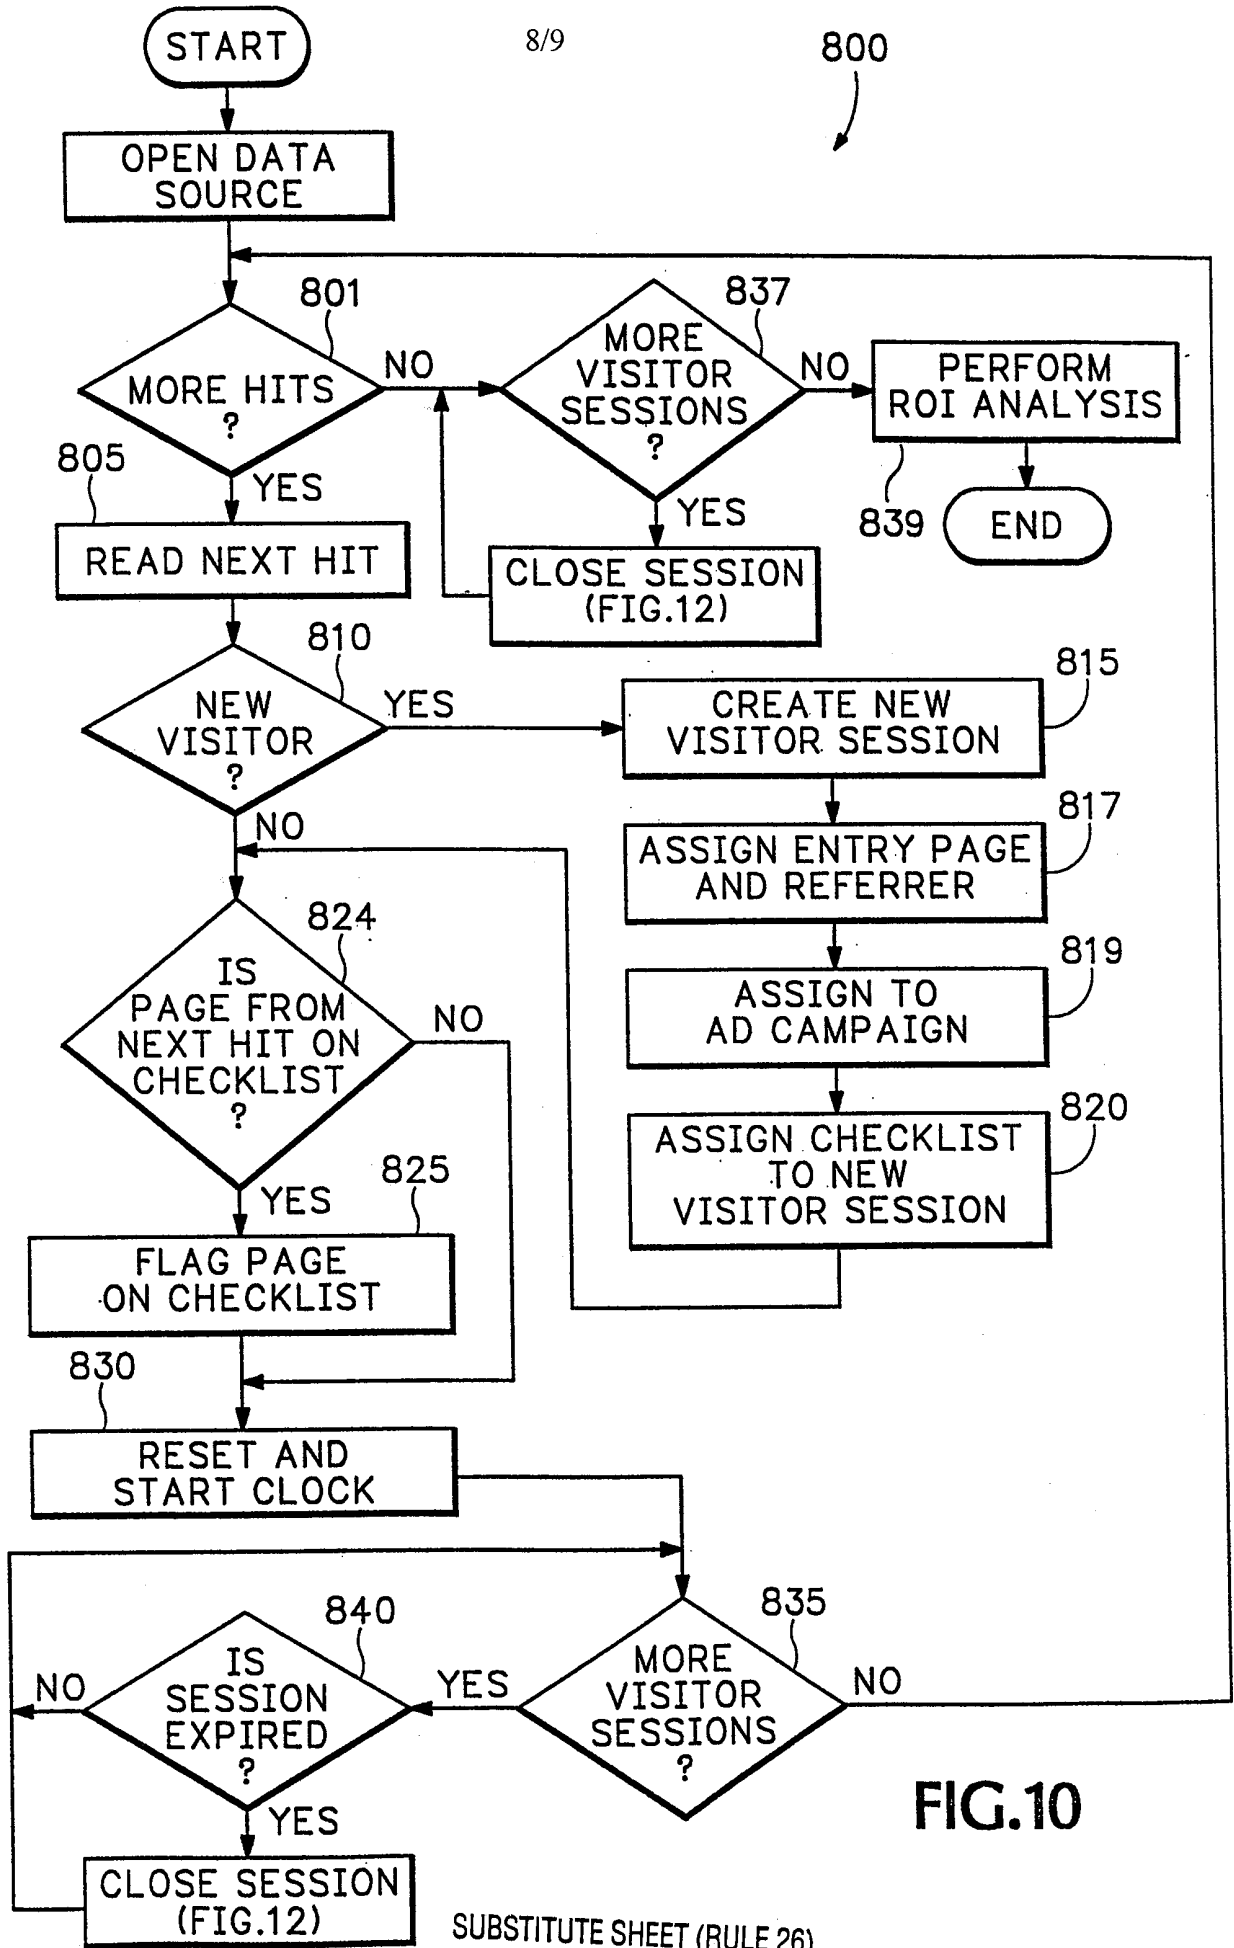 START
8/9
800
OPEN DATA
SOURCE
801
MORE HITS
?
NO
837
MORE
VISITOR
SESSIONS
?
NO
PERFORM
ROI ANALYSIS
839
END
YES
CLOSE SESSION
(FIG.12)
YES
805
READ NEXT HIT
810
NEW
VISITOR
?
YES
815
CREATE NEW
VISITOR SESSION
817
ASSIGN ENTRY PAGE
AND REFERRER
819
ASSIGN TO
AD CAMPAIGN
820
ASSIGN CHECKLIST
TO NEW
VISITOR SESSION
NO
824
IS
PAGE FROM
NEXT HIT ON
CHECKLIST
?
NO
YES
825
FLAG PAGE
ON CHECKLIST
830
RESET AND
START CLOCK
835
MORE
VISITOR
SESSIONS
?
NO
YES
840
IS
SESSION
EXPIRED
?
NO
YES
CLOSE SESSION
(FIG.12)
FIG.10
SUBSTITUTE SHEET (RULE 26)